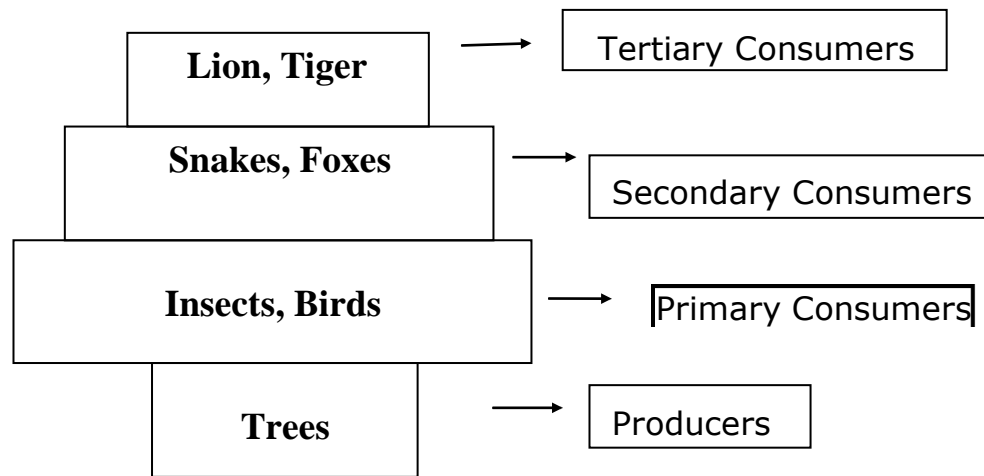 Lion, Tiger
Tertiary Consumers
Snakes, Foxes
Secondary Consumers
Insects, Birds
Primary Consumers
Trees
Producers